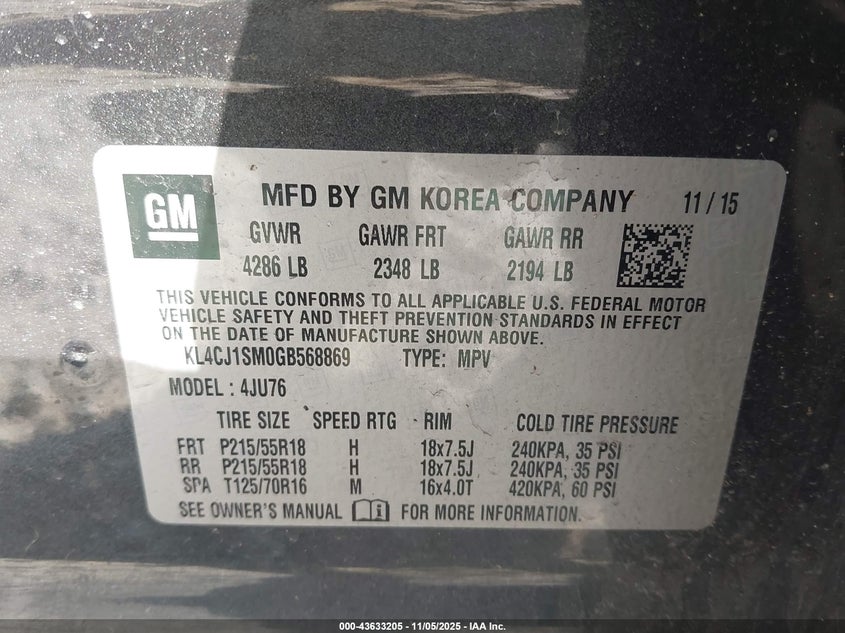 GM
MFD BY GM KOREA COMPANY 11 / 15
GVWR GAWR FRT GAWR RR
4286 LB 2348 LB 2194 LB
THIS VEHICLE CONFORMS TO ALL APPLICABLE U.S. FEDERAL MOTOR
VEHICLE SAFETY AND THEFT PREVENTION STANDARDS IN EFFECT
ON THE DATE OF MANUFACTURE SHOWN ABOVE.
KL4CJ1SM0GB568869 TYPE: MPV
MODEL : 4JU76
TIRE SIZE SPEED RTG RIM COLD TIRE PRESSURE
FRT P215/55R18 H 18x7.5J 240KPA, 35 PSI
RR P215/55R18 H 18x7.5J 240KPA, 35 PSI
SPA T125/70R16 M 16x4.0T 420KPA, 60 PSI
SEE OWNER'S MANUAL FOR MORE INFORMATION.
000-43633205 - 11/05/2025 - IAA Inc.